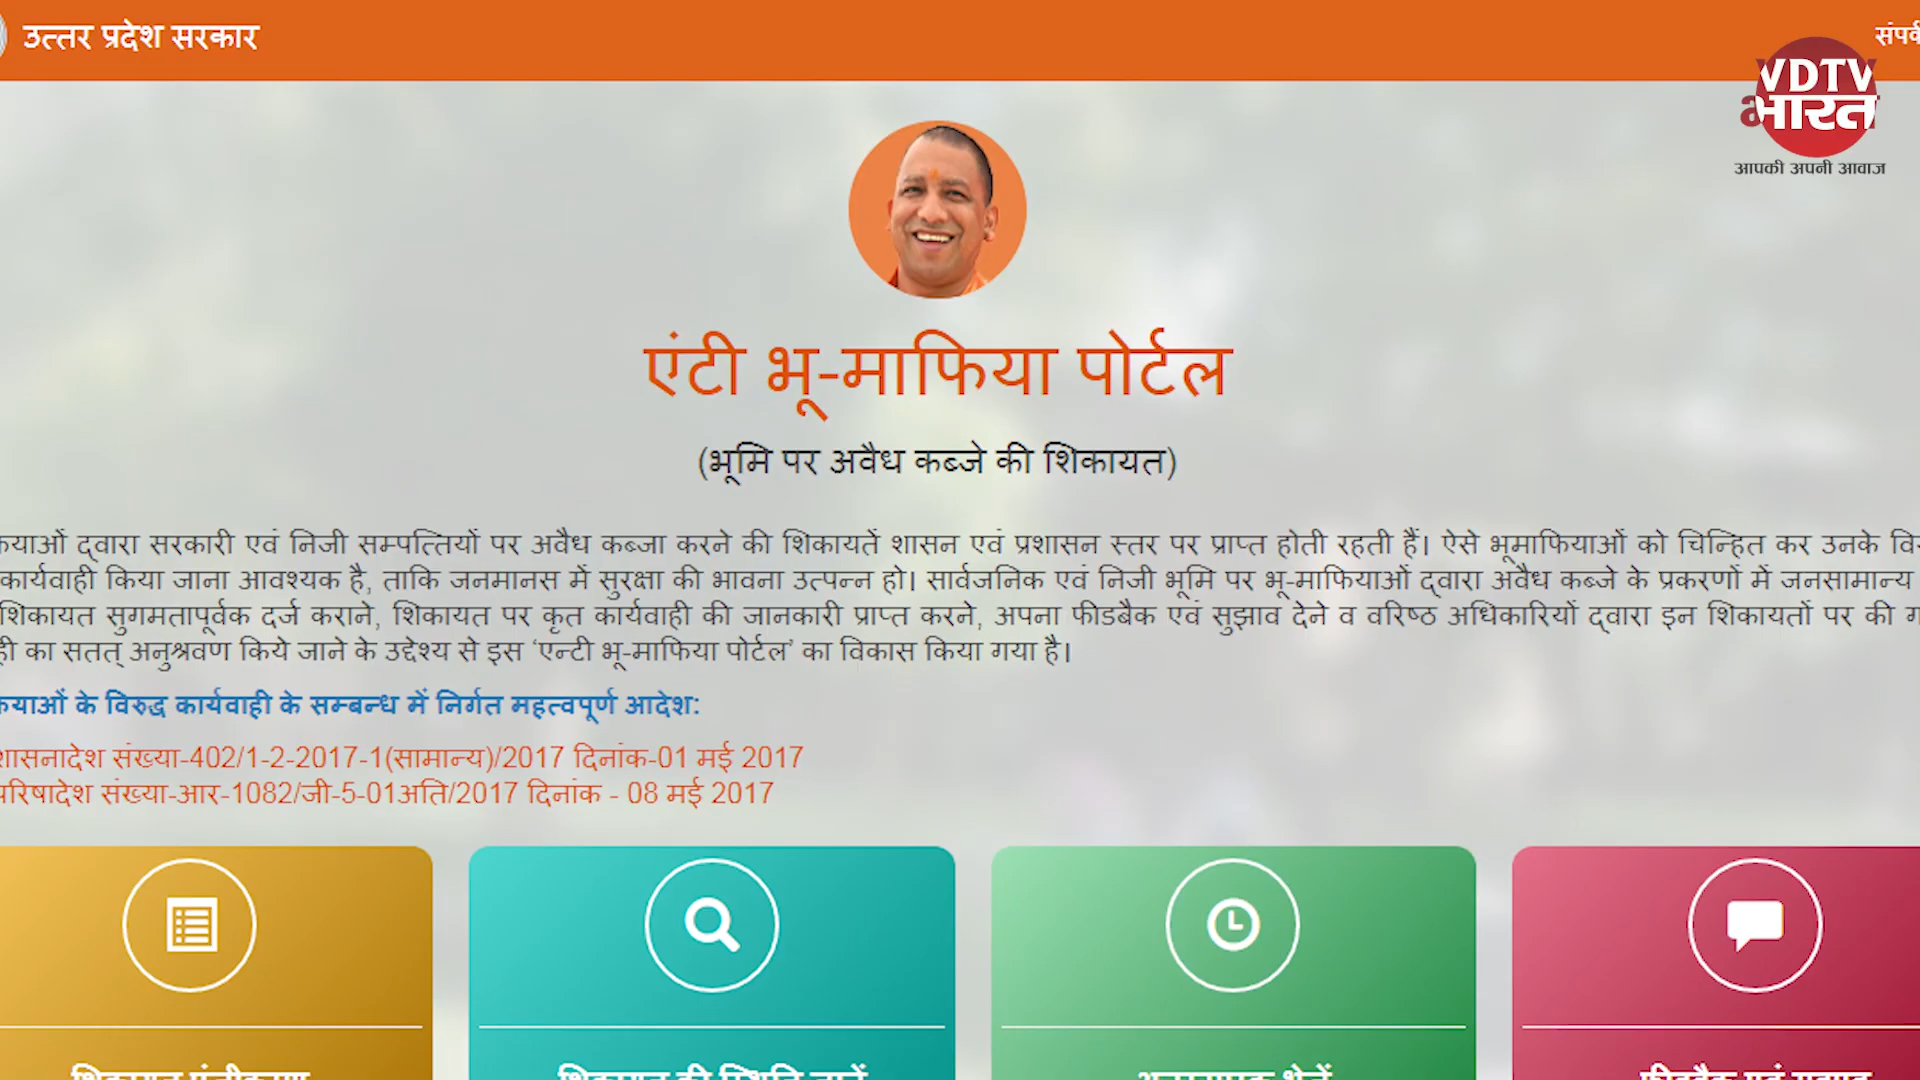 उत्तर प्रदेश सरकार
VDTV
भारत
आपकी अपनी आवाज
एंटी भू-माफिया पोर्टल
(भूमि पर अवैध कब्जे की शिकायत)
द्वारा सरकारी एवं निजी सम्पत्तियों पर अवैध कब्जा करने की शिकायतें शासन एवं प्रशासन स्तर पर प्राप्त होती रहती हैं। ऐसे भूमाफियाओं को चिन्हित कर उनके
कार्यवाही किया जाना आवश्यक है, ताकि जनमानस में सुरक्षा की भावना उत्पन्न हो। सार्वजनिक एवं निजी भूमि पर भू-माफियाओं द्वारा अवैध कब्जे के प्रकरणों में जनसामान्य
शिकायत सुगमतापूर्वक दर्ज कराने, शिकायत पर कृत कार्यवाही की जानकारी प्राप्त करने, अपना फीडबैक एवं सुझाव देने व वरिष्ठ अधिकारियों द्वारा इन शिकायतों पर की
का सतत् अनुश्रवण किये जाने के उद्देश्य से इस ‘एन्टी भू-माफिया पोर्टल’ का विकास किया गया है।
के विरुद्ध कार्यवाही के सम्बन्ध में निर्गत महत्वपूर्ण आदेश:
शासनादेश संख्या-402/1-2-2017-1(सामान्य)/2017 दिनांक-01 मई 2017
परिषादेश संख्या-आर-1082/जी-5-01अति/2017 दिनांक - 08 मई 2017